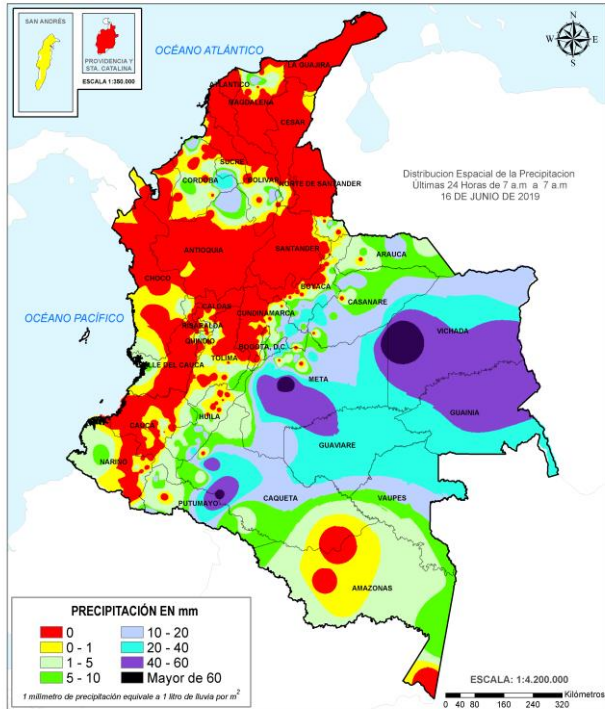 SAN ANDRÉS
PROVIDENCIA Y
STA. CATALINA
ESCALA 1:350.000
OCÉANO ATLÁNTICO
N
W E
S
LA GUAJIRA
ATLANTICO
MAGDALENA
CESAR
SUCRE
CORDOBA
BOLIVAR
NORTE DE SANTANDER
Distribucion Espacial de la Precipitacion
Últimas 24 Horas de 7 a.m a 7 a.m
16 DE JUNIO DE 2019
ANTIOQUIA
SANTANDER
ARAUCA
CHOCO
BOYACA
CASANARE
CALDAS
CUNDINAMARCA
OCÉANO PACÍFICO
RISARALDA
VICHADA
QUINDIO
BOGOTA, D.C.
TOLIMA
VALLE DEL CAUCA
META
GUAINIA
HUILA
CAUCA
GUAVIARE
NARIÑO
PUTUMAYO
CAQUETA
VAUPES
AMAZONAS
PRECIPITACIÓN EN mm
0 10 - 20
0 - 1 20 - 40
1 - 5 40 - 60
5 - 10 Mayor de 60
1 milímetro de precipitación equivale a 1 litro de lluvia por m²
ESCALA: 1:4.200.000
Kilómetros
0 40 80 160 240 320